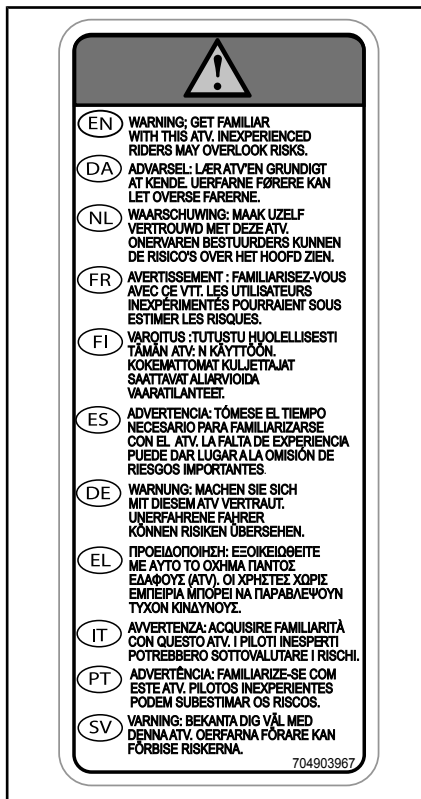 EN WARNING; GET FAMILIAR
WITH THIS ATV. INEXPERIENCED
RIDERS MAY OVERLOOK RISKS.
DA ADVARSEL: LÆR ATV'EN GRUNDIGT
AT KENDE. UERFARNE FØRERE KAN
LET OVERSE FARERNE.
NL WAARSCHUWING: MAAK UZELF
VERTROUWD MET DEZE ATV.
ONERVAREN BESTUURDERS KUNNEN
DE RISICO'S OVER HET HOOFD ZIEN.
FR AVERTISSEMENT : FAMILIARISEZ-VOUS
AVEC CE VTT. LES UTILISATEURS
INEXPÉRIMENTÉS POURRAIENT SOUS
ESTIMER LES RISQUES.
FI VAROITUS :TUTUSTU HUOLELLISESTI
TÄMÄN ATV: N KÄYTTÖÖN.
KOKEMATTOMAT KULJETTAJAT
SAATTAVAT ALIARVIOIDA
VAARATILANTEET.
ES ADVERTENCIA: TÓMESE EL TIEMPO
NECESARIO PARA FAMILIARIZARSE
CON EL ATV. LA FALTA DE EXPERIENCIA
PUEDE DAR LUGAR A LA OMISIÓN DE
RIESGOS IMPORTANTES.
DE WARNUNG: MACHEN SIE SICH
MIT DIESEM ATV VERTRAUT.
UNERFAHRENE FAHRER
KÖNNEN RISIKEN ÜBERSEHEN.
EL ΠΡΟΕΙΔΟΠΟΙΗΣΗ: ΕΞΟΙΚΕΙΩΘΕΙΤΕ
ΜΕ ΑΥΤΟ ΤΟ ΟΧΗΜΑ ΠΑΝΤΟΣ
ΕΔΑΦΟΥΣ (ATV). ΟΙ ΧΡΗΣΤΕΣ ΧΩΡΙΣ
ΕΜΠΕΙΡΙΑ ΜΠΟΡΕΙ ΝΑ ΠΑΡΑΒΛΕΨΟΥΝ
ΤΥΧΟΝ ΚΙΝΔΥΝΟΥΣ.
IT AVVERTENZA: ACQUISIRE FAMILIARITÀ
CON QUESTO ATV. I PILOTI INESPERTI
POTREBBERO SOTTOVALUTARE I RISCHI.
PT ADVERTÊNCIA: FAMILIARIZE-SE COM
ESTE ATV. PILOTOS INEXPERIENTES
PODEM SUBESTIMAR OS RISCOS.
SV VARNING: BEKANTA DIG VÄL MED
DENNA ATV. OERFARNA FÖRARE KAN
FÖRBISE RISKERNA.
704903967